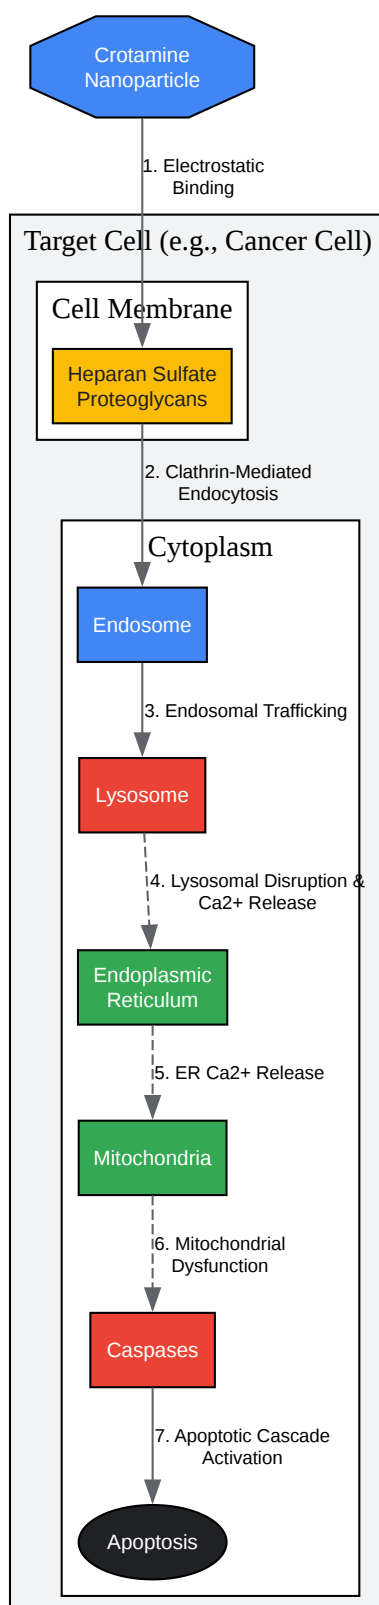 Crotamine
Nanoparticle
1. Electrostatic
Binding
Target Cell (e.g., Cancer Cell)
Cell Membrane
Heparan Sulfate
Proteoglycans
2. Clathrin-Mediated
Endocytosis
Cytoplasm
Endosome
3. Endosomal Trafficking
Lysosome
4. Lysosomal Disruption &
Ca2+ Release
Endoplasmic
Reticulum
5. ER Ca2+ Release
Mitochondria
6. Mitochondrial
Dysfunction
Caspases
7. Apoptotic Cascade
Activation
Apoptosis